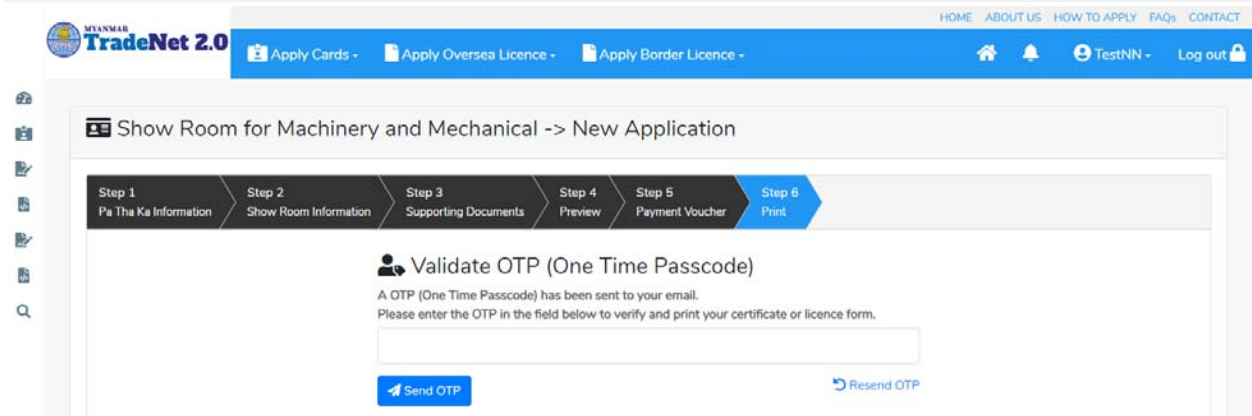 HOME ABOUT US HOW TO APPLY FAQs CONTACT
MYANMAR
TradeNet 2.0
Apply Cards Apply Oversea Licence Apply Border Licence TestNN Log out
Show Room for Machinery and Mechanical -> New Application
Step 1 Step 2 Step 3 Step 4 Step 5 Step 6
Pa Tha Ka Information Show Room Information Supporting Documents Preview Payment Voucher Print
Validate OTP (One Time Passcode)
A OTP (One Time Passcode) has been sent to your email.
Please enter the OTP in the field below to verify and print your certificate or licence form.
Send OTP Resend OTP